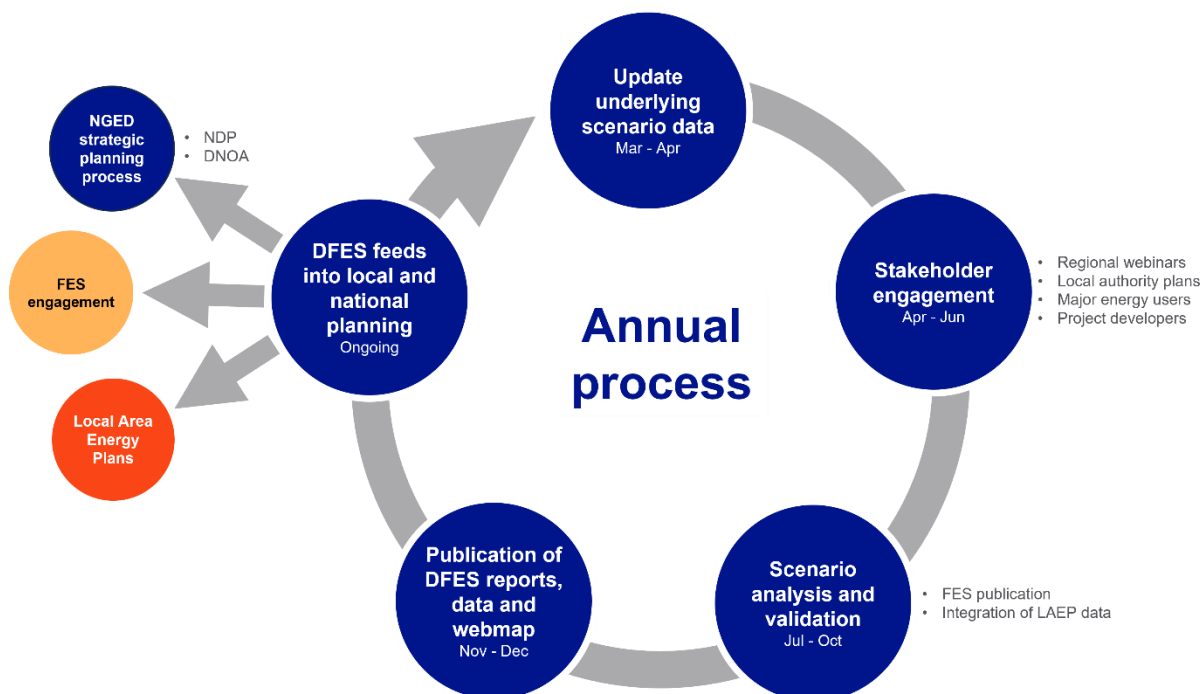 Annual
process
Update
underlying
scenario data
Mar - Apr
Stakeholder
engagement
Apr - Jun
• Regional webinars
• Local authority plans
• Major energy users
• Project developers
Scenario
analysis and
validation
Jul - Oct
• FES publication
• Integration of LAEP data
Publication of
DFES reports,
data and
webmap
Nov - Dec
DFES feeds
into local and
national
planning
Ongoing
NGED
strategic
planning
process
• NDP
• DNOA
FES
engagement
Local Area
Energy
Plans